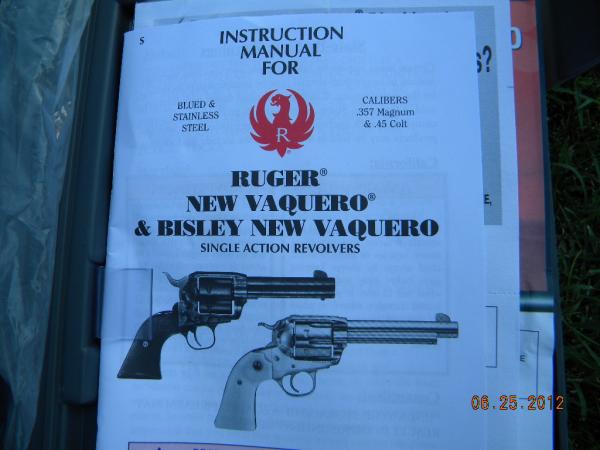 S
INSTRUCTION
MANUAL
FOR
BLUED &
STAINLESS
STEEL
R
CALIBERS
.357 Magnum
& .45 Colt
RUGER®
NEW VAQUERO®
& BISLEY NEW VAQUERO
SINGLE ACTION REVOLVERS
06.25.2012